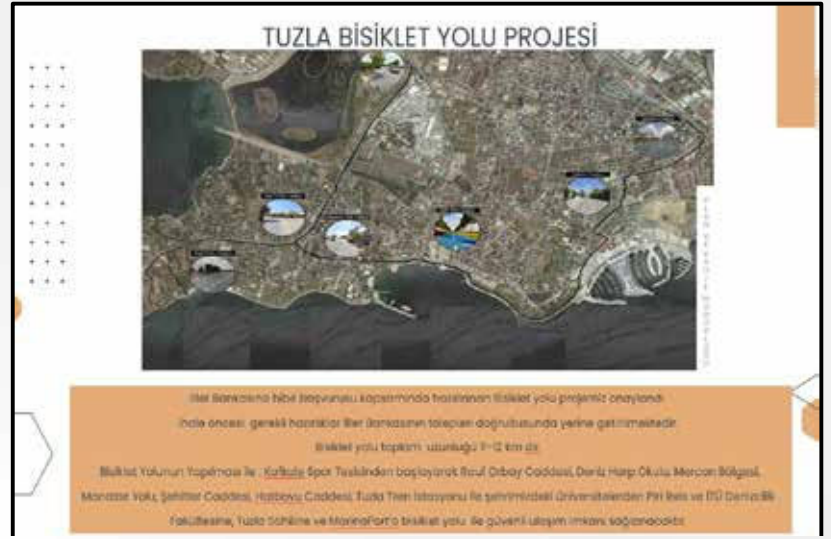 TUZLA BİSİKLET YOLU PROJESİ
İller Bankasına hibe başvurusu kapsamında hazırlanan bisiklet yolu projemiz onaylandı
İhale öncesi gerekli hazırlıklar İller Bankasının talepleri doğrultusunda yerine getirilmektedir.
Bisiklet yolu toplam uzunluğu 11-12 km dir.
Bisiklet Yolunun Yapılması ile; Kafkale Spor Tesisinden başlayarak Rauf Orbay Caddesi, Deniz Harp Okulu, Mercan Bölgesi,
Manastır Yolu, Şehitler Caddesi, Hatboyu Caddesi, Tuzla Tren İstasyonu ile şehrimizdeki üniversitelerden Piri Reis ve İTÜ Denizcilik
Fakültesine, Tuzla Sahiline ve MarinaPort'a bisiklet yolu ile güvenli ulaşım imkanı sağlanacaktır.